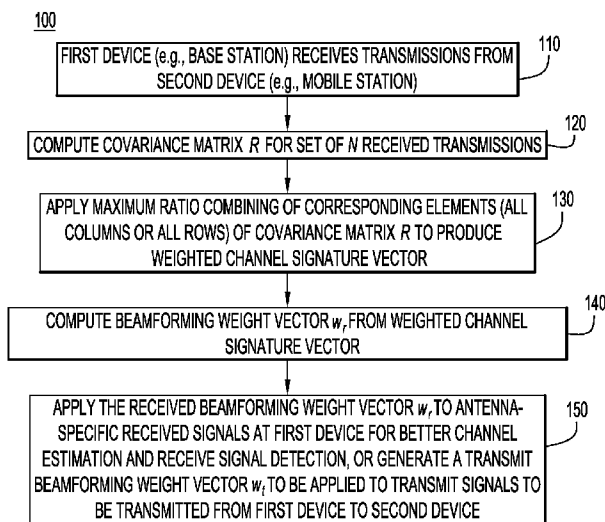 100
FIRST DEVICE (e.g., BASE STATION) RECEIVES TRANSMISSIONS FROM
SECOND DEVICE (e.g., MOBILE STATION)
110
COMPUTE COVARIANCE MATRIX R FOR SET OF N RECEIVED TRANSMISSIONS
120
APPLY MAXIMUM RATIO COMBINING OF CORRESPONDING ELEMENTS (ALL
COLUMNS OR ALL ROWS) OF COVARIANCE MATRIX R TO PRODUCE
WEIGHTED CHANNEL SIGNATURE VECTOR
130
COMPUTE BEAMFORMING WEIGHT VECTOR wr FROM WEIGHTED CHANNEL
SIGNATURE VECTOR
140
APPLY THE RECEIVED BEAMFORMING WEIGHT VECTOR wr TO ANTENNA-
SPECIFIC RECEIVED SIGNALS AT FIRST DEVICE FOR BETTER CHANNEL
ESTIMATION AND RECEIVE SIGNAL DETECTION, OR GENERATE A TRANSMIT
BEAMFORMING WEIGHT VECTOR wt TO BE APPLIED TO TRANSMIT SIGNALS TO
BE TRANSMITTED FROM FIRST DEVICE TO SECOND DEVICE
150